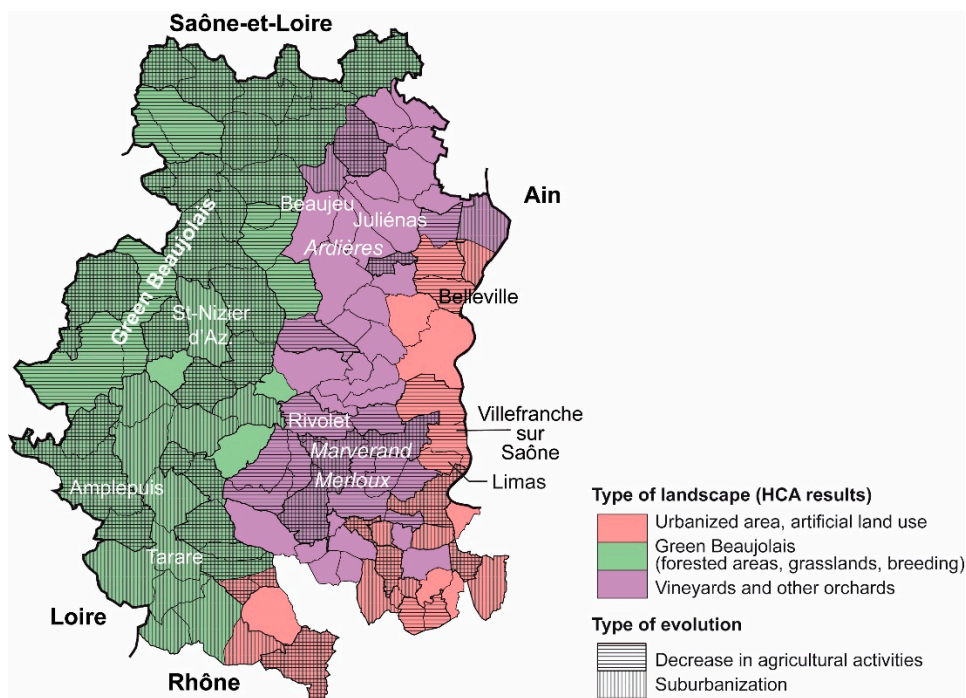 Saône-et-Loire
Ain
Beaujeu
Juliénas
Ardières
Green Beaujolais
Belleville
St-Nizier
d'Az.
Rivolet
Villefranche
sur
Saône
Marverand
Merloux
Limas
Amplepuis
Tarare
Loire
Rhône
Type of landscape (HCA results)
Urbanized area, artificial land use
Green Beaujolais
(forested areas, grasslands, breeding)
Vineyards and other orchards
Type of evolution
Decrease in agricultural activities
Suburbanization